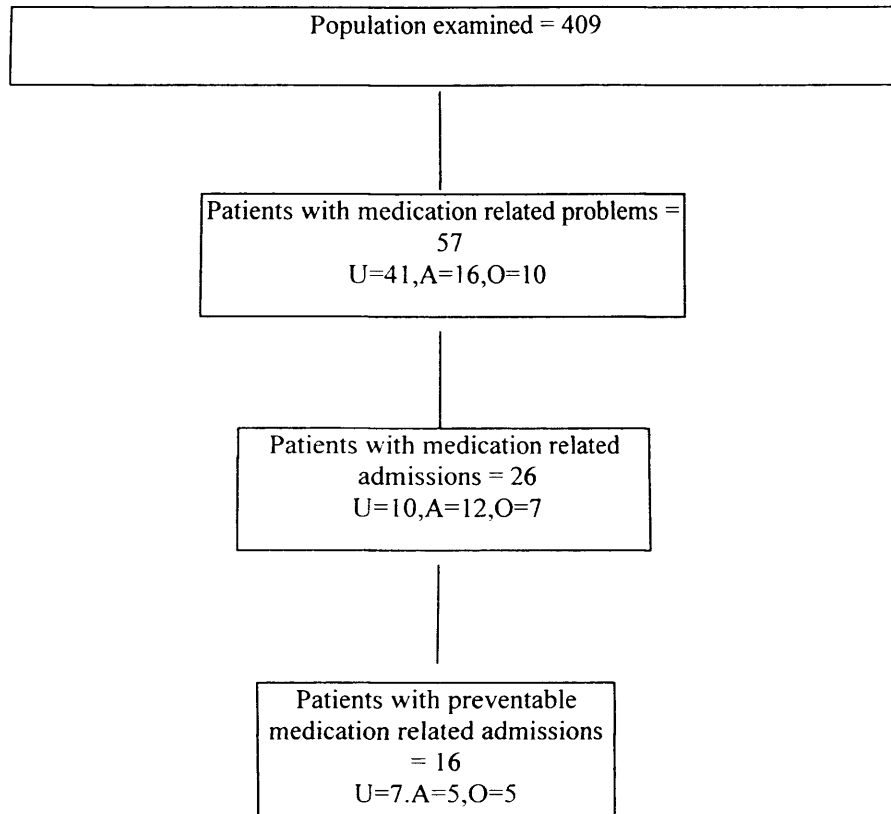 Population examined = 409
Patients with medication related problems =
57
U=41,A=16,O=10
Patients with medication related
admissions = 26
U=10,A=12,O=7
Patients with preventable
medication related admissions
= 16
U=7.A=5,O=5